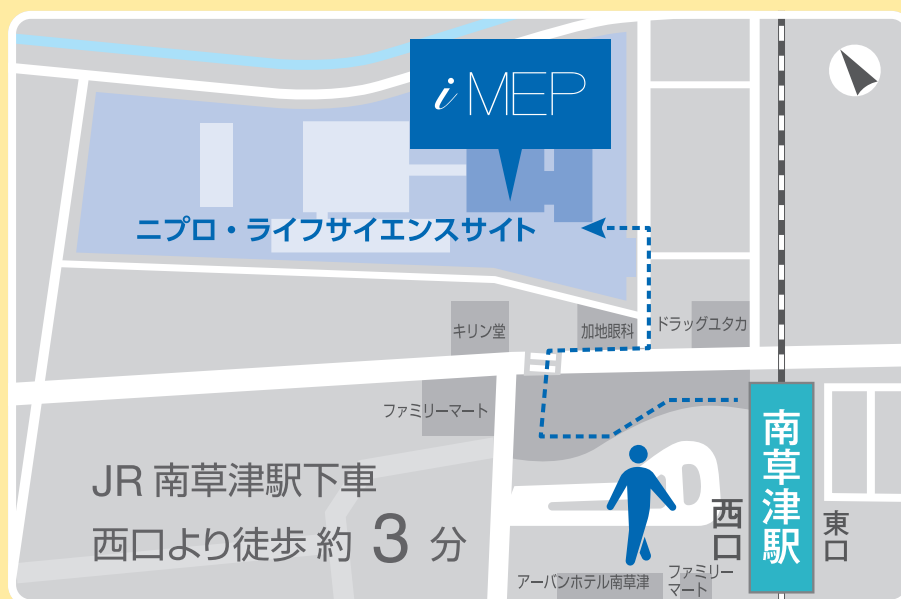 iMEP
ニプロ・ライフサイエンスサイト
キリン堂
加地眼科
ドラッグユタカ
ファミリーマート
JR 南草津駅下車
西口より徒歩 約 3 分
南草津駅
西口
東口
アーバンホテル南草津
ファミリー
マート